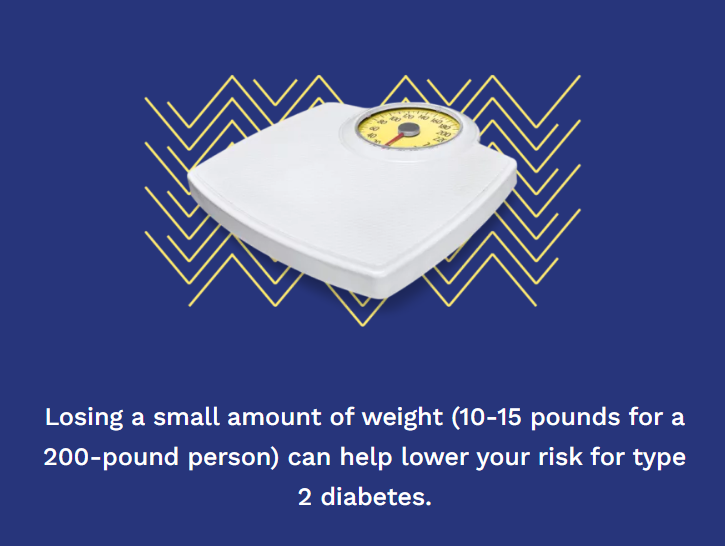 Losing a small amount of weight (10-15 pounds for a
200-pound person) can help lower your risk for type
2 diabetes.